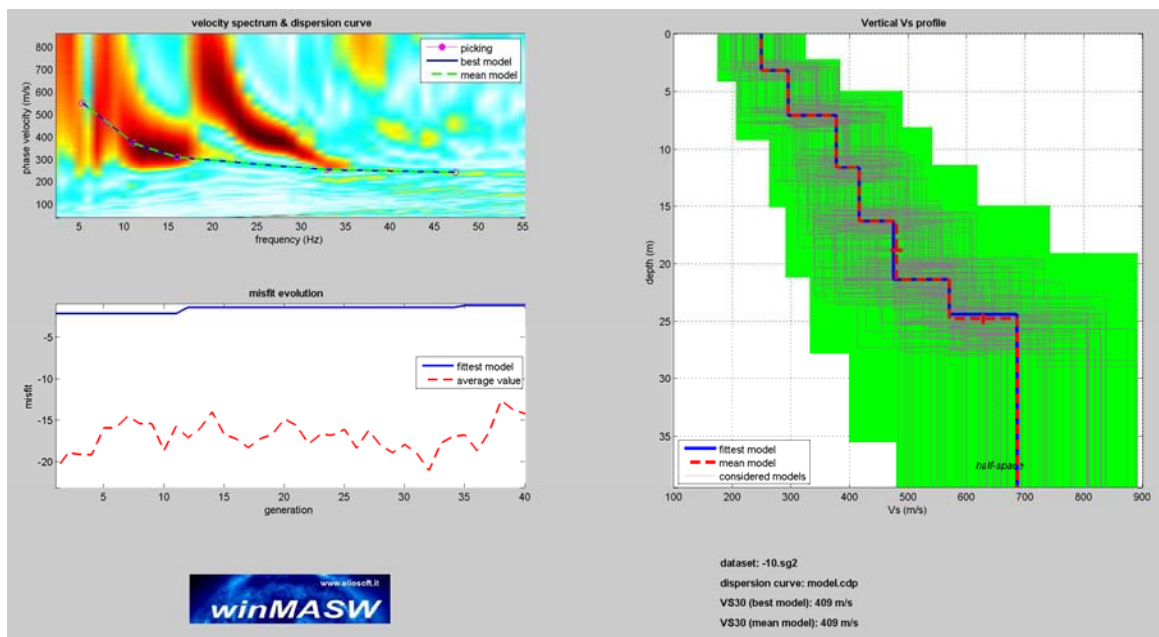 velocity spectrum & dispersion curve
picking
best model
mean model
800
700
600
500
400
300
200
100
phase velocity (m/s)
5 10 15 20 25 30 35 40 45 50 55
frequency (Hz)
misfit evolution
-5
-10
-15
-20
misfit
fittest model
average value
5 10 15 20 25 30 35 40
generation
www.eliosoft.it
winMASW
Vertical Vs profile
0
5
10
15
20
25
30
35
depth (m)
half-space
fittest model
mean model
considered models
100 200 300 400 500 600 700 800 900
Vs (m/s)
dataset: -10.sg2
dispersion curve: model.cdp
VS30 (best model): 409 m/s
VS30 (mean model): 409 m/s